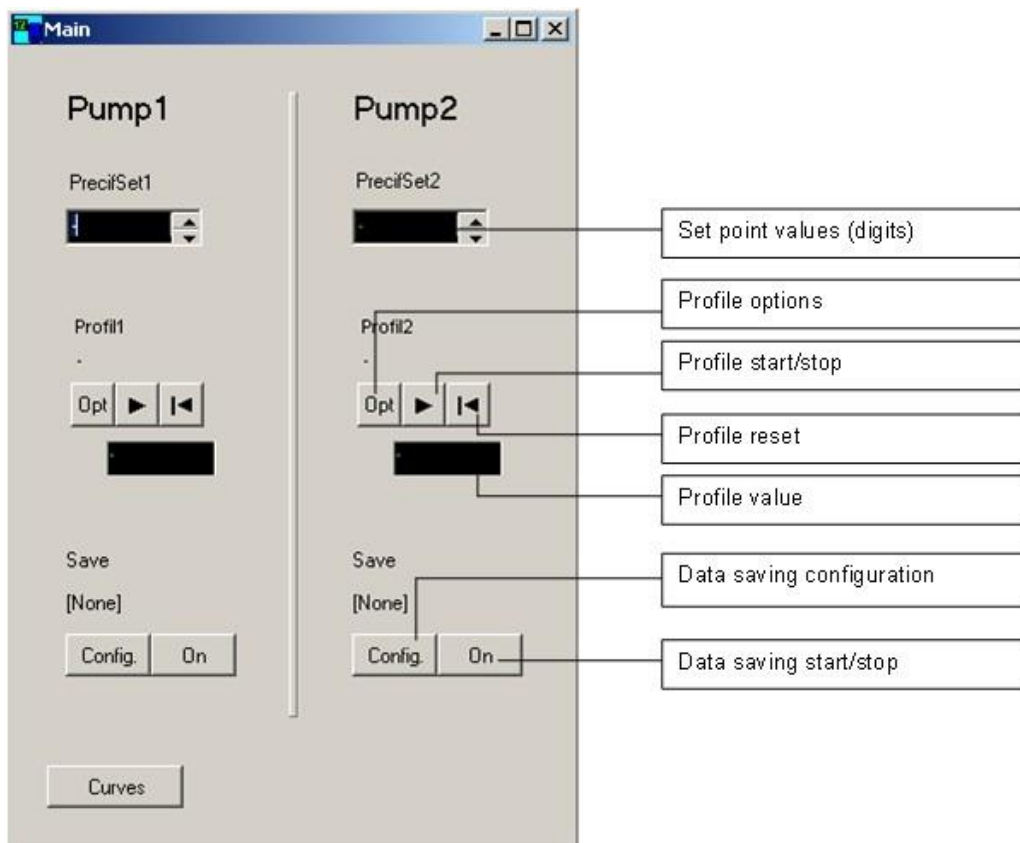 Main
Pump1
Pump2
PrecifSet1
PrecifSet2
Set point values (digits)
Profile options
Profil1
Profil2
Profile start/stop
Opt
Opt
Profile reset
Profile value
Save
Save
Data saving configuration
[None]
[None]
Config. On
Config. On
Data saving start/stop
Curves